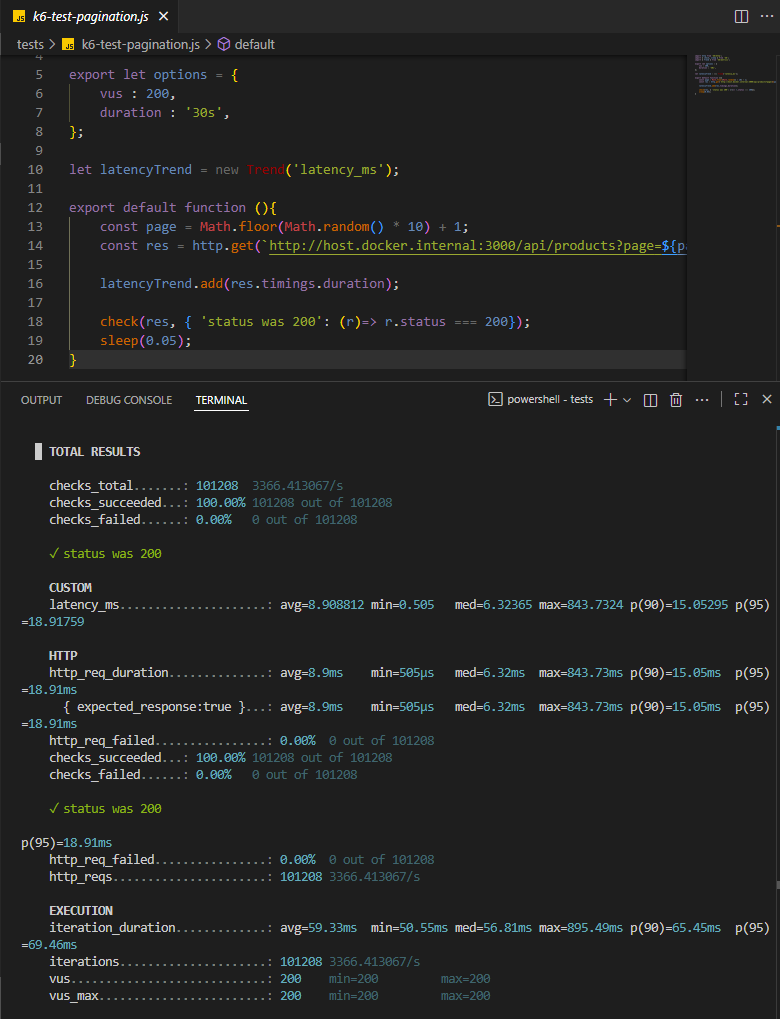 JS k6-test-pagination.js
tests > JS k6-test-pagination.js > default
4
5 export let options = {
6 vus : 200,
7 duration : '30s',
8 };
9
10 let latencyTrend = new Trend('latency_ms');
11
12 export default function (){
13 const page = Math.floor(Math.random() * 10) + 1;
14 const res = http.get(`http://host.docker.internal:3000/api/products?page=${pa
15
16 latencyTrend.add(res.timings.duration);
17
18 check(res, { 'status was 200': (r)=> r.status === 200});
19 sleep(0.05);
20 }
OUTPUT DEBUG CONSOLE TERMINAL powershell - tests
TOTAL RESULTS
checks_total.......: 101208 3366.413067/s
checks_succeeded...: 100.00% 101208 out of 101208
checks_failed......: 0.00% 0 out of 101208
✓ status was 200
CUSTOM
latency_ms.....................: avg=8.908812 min=0.505 med=6.32365 max=843.7324 p(90)=15.05295 p(95)
=18.91759
HTTP
http_req_duration..............: avg=8.9ms min=505µs med=6.32ms max=843.73ms p(90)=15.05ms p(95)
=18.91ms
{ expected_response:true }...: avg=8.9ms min=505µs med=6.32ms max=843.73ms p(90)=15.05ms p(95)
=18.91ms
http_req_failed................: 0.00% 0 out of 101208
checks_succeeded...: 100.00% 101208 out of 101208
checks_failed......: 0.00% 0 out of 101208
✓ status was 200
p(95)=18.91ms
http_req_failed................: 0.00% 0 out of 101208
http_reqs......................: 101208 3366.413067/s
EXECUTION
iteration_duration.............: avg=59.33ms min=50.55ms med=56.81ms max=895.49ms p(90)=65.45ms p(95)
=69.46ms
iterations.....................: 101208 3366.413067/s
vus............................: 200 min=200 max=200
vus_max........................: 200 min=200 max=200